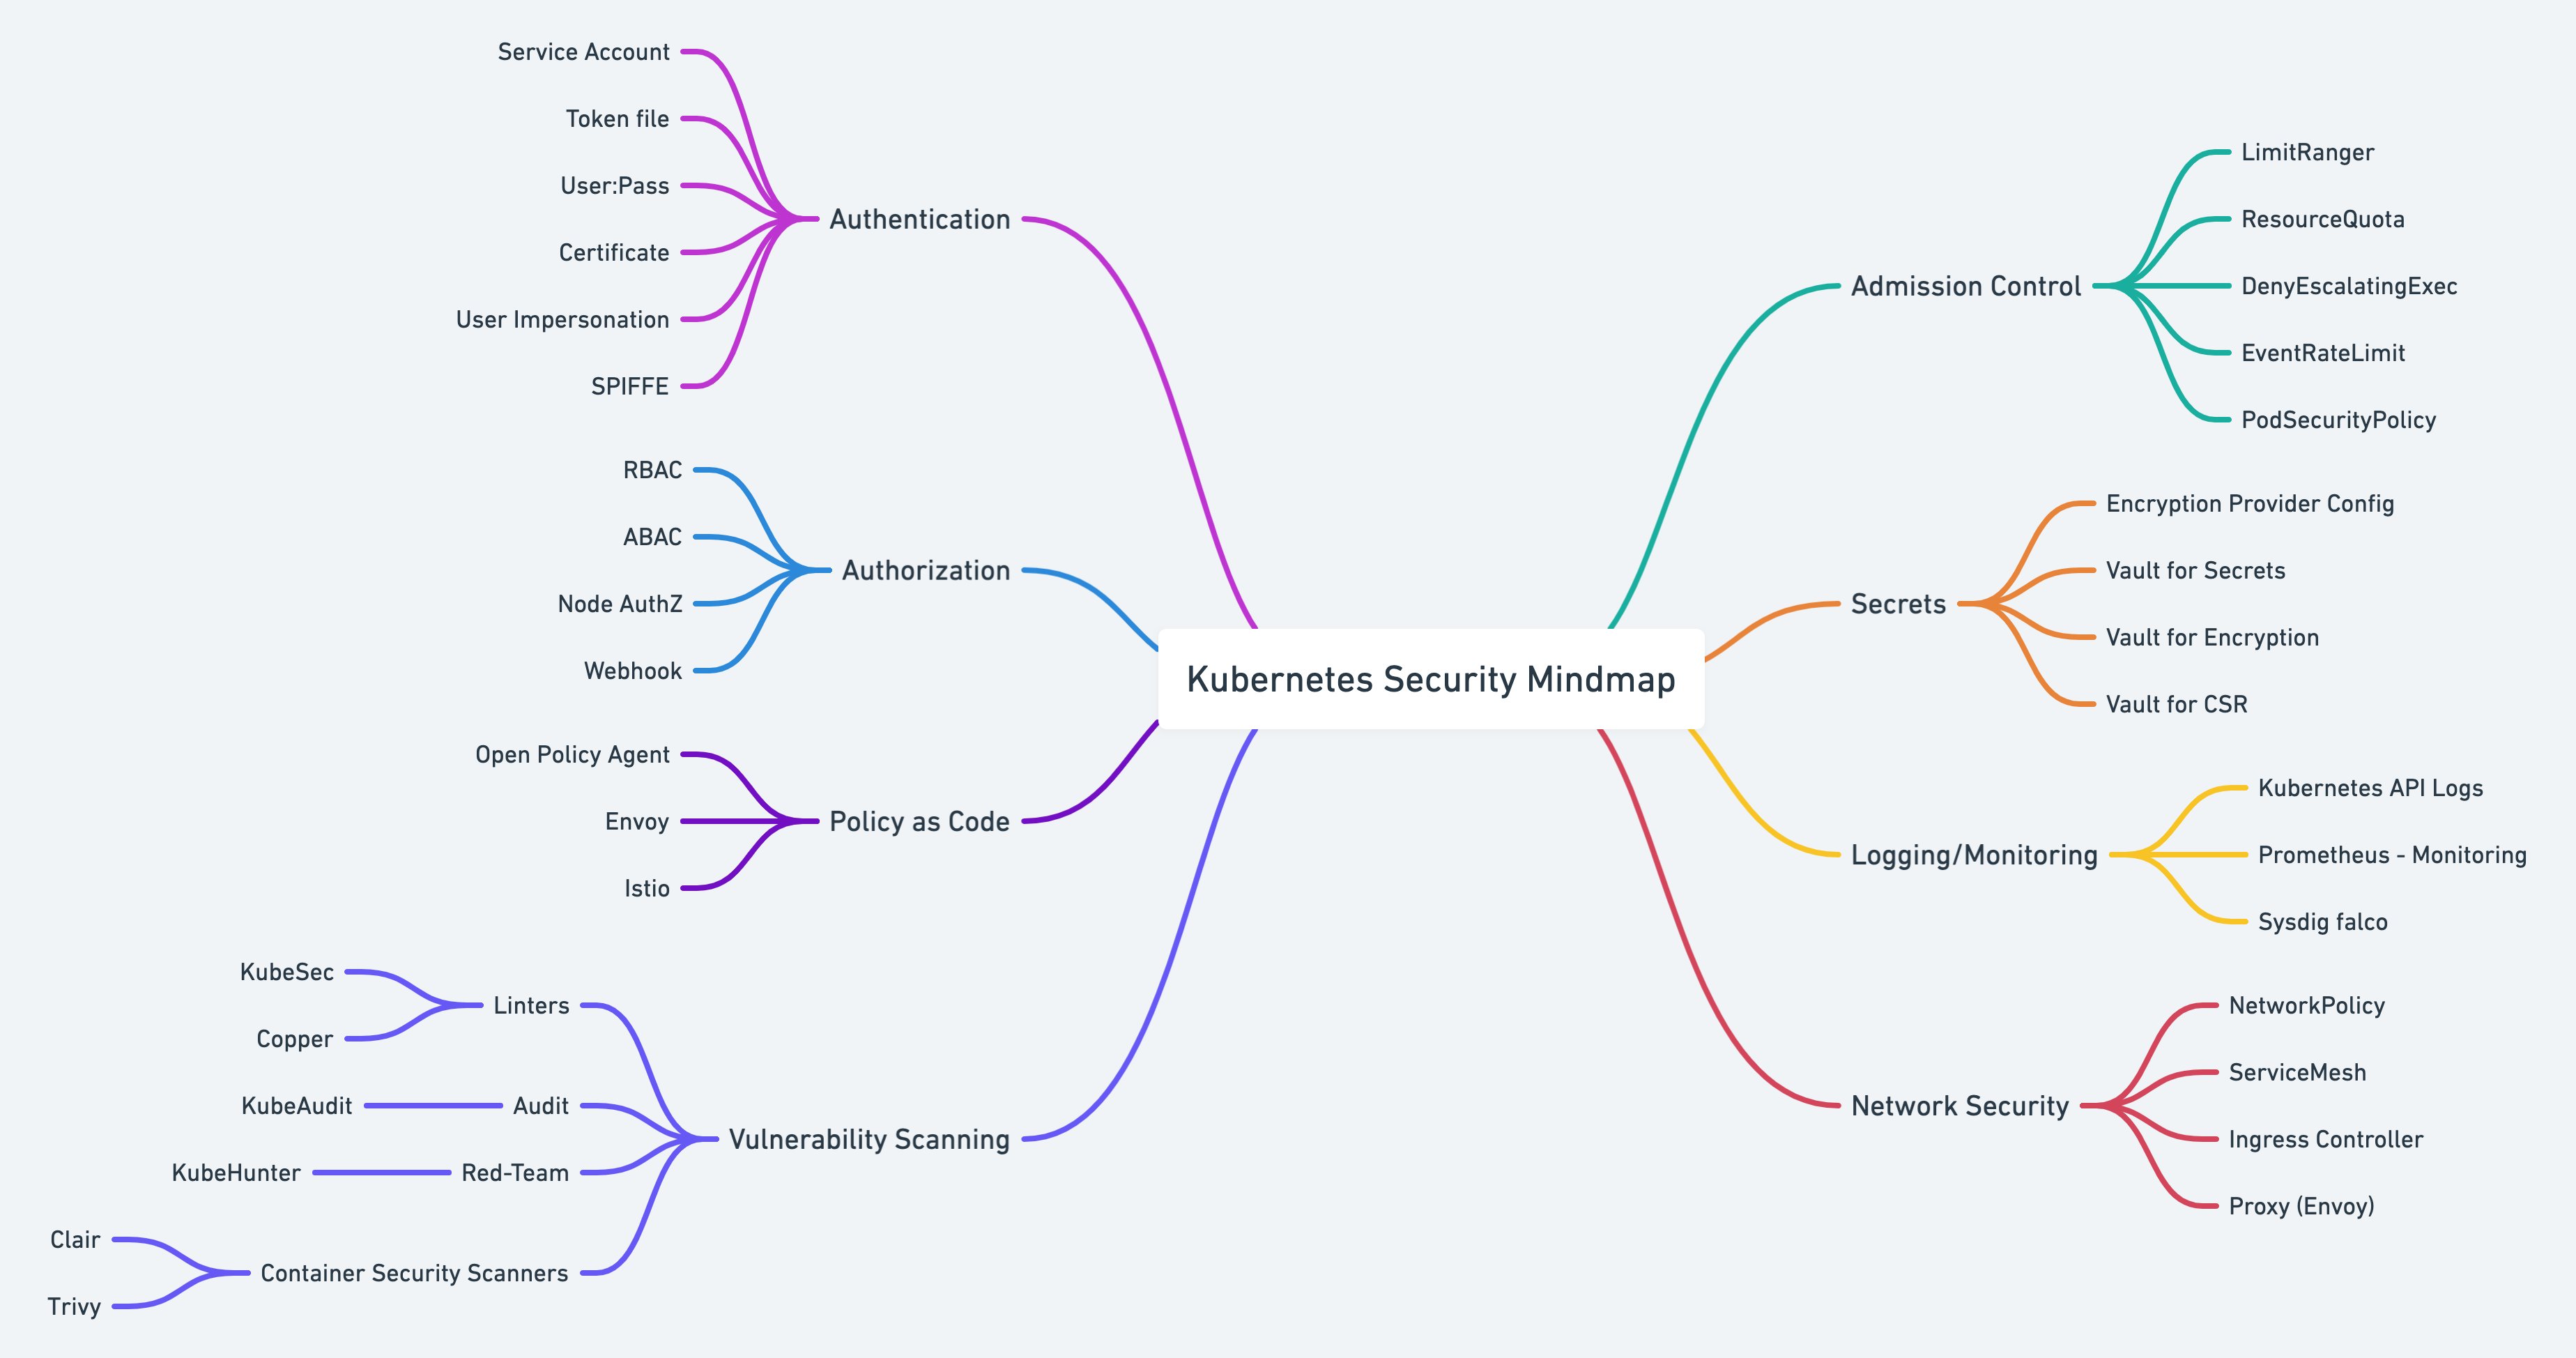 Kubernetes Security Mindmap
Authentication
Service Account
Token file
User:Pass
Certificate
User Impersonation
SPIFFE
Authorization
RBAC
ABAC
Node AuthZ
Webhook
Policy as Code
Open Policy Agent
Envoy
Istio
Vulnerability Scanning
Linters
KubeSec
Copper
Audit
KubeAudit
Red-Team
KubeHunter
Container Security Scanners
Clair
Trivy
Admission Control
LimitRanger
ResourceQuota
DenyEscalatingExec
EventRateLimit
PodSecurityPolicy
Secrets
Encryption Provider Config
Vault for Secrets
Vault for Encryption
Vault for CSR
Logging/Monitoring
Kubernetes API Logs
Prometheus - Monitoring
Sysdig falco
Network Security
NetworkPolicy
ServiceMesh
Ingress Controller
Proxy (Envoy)